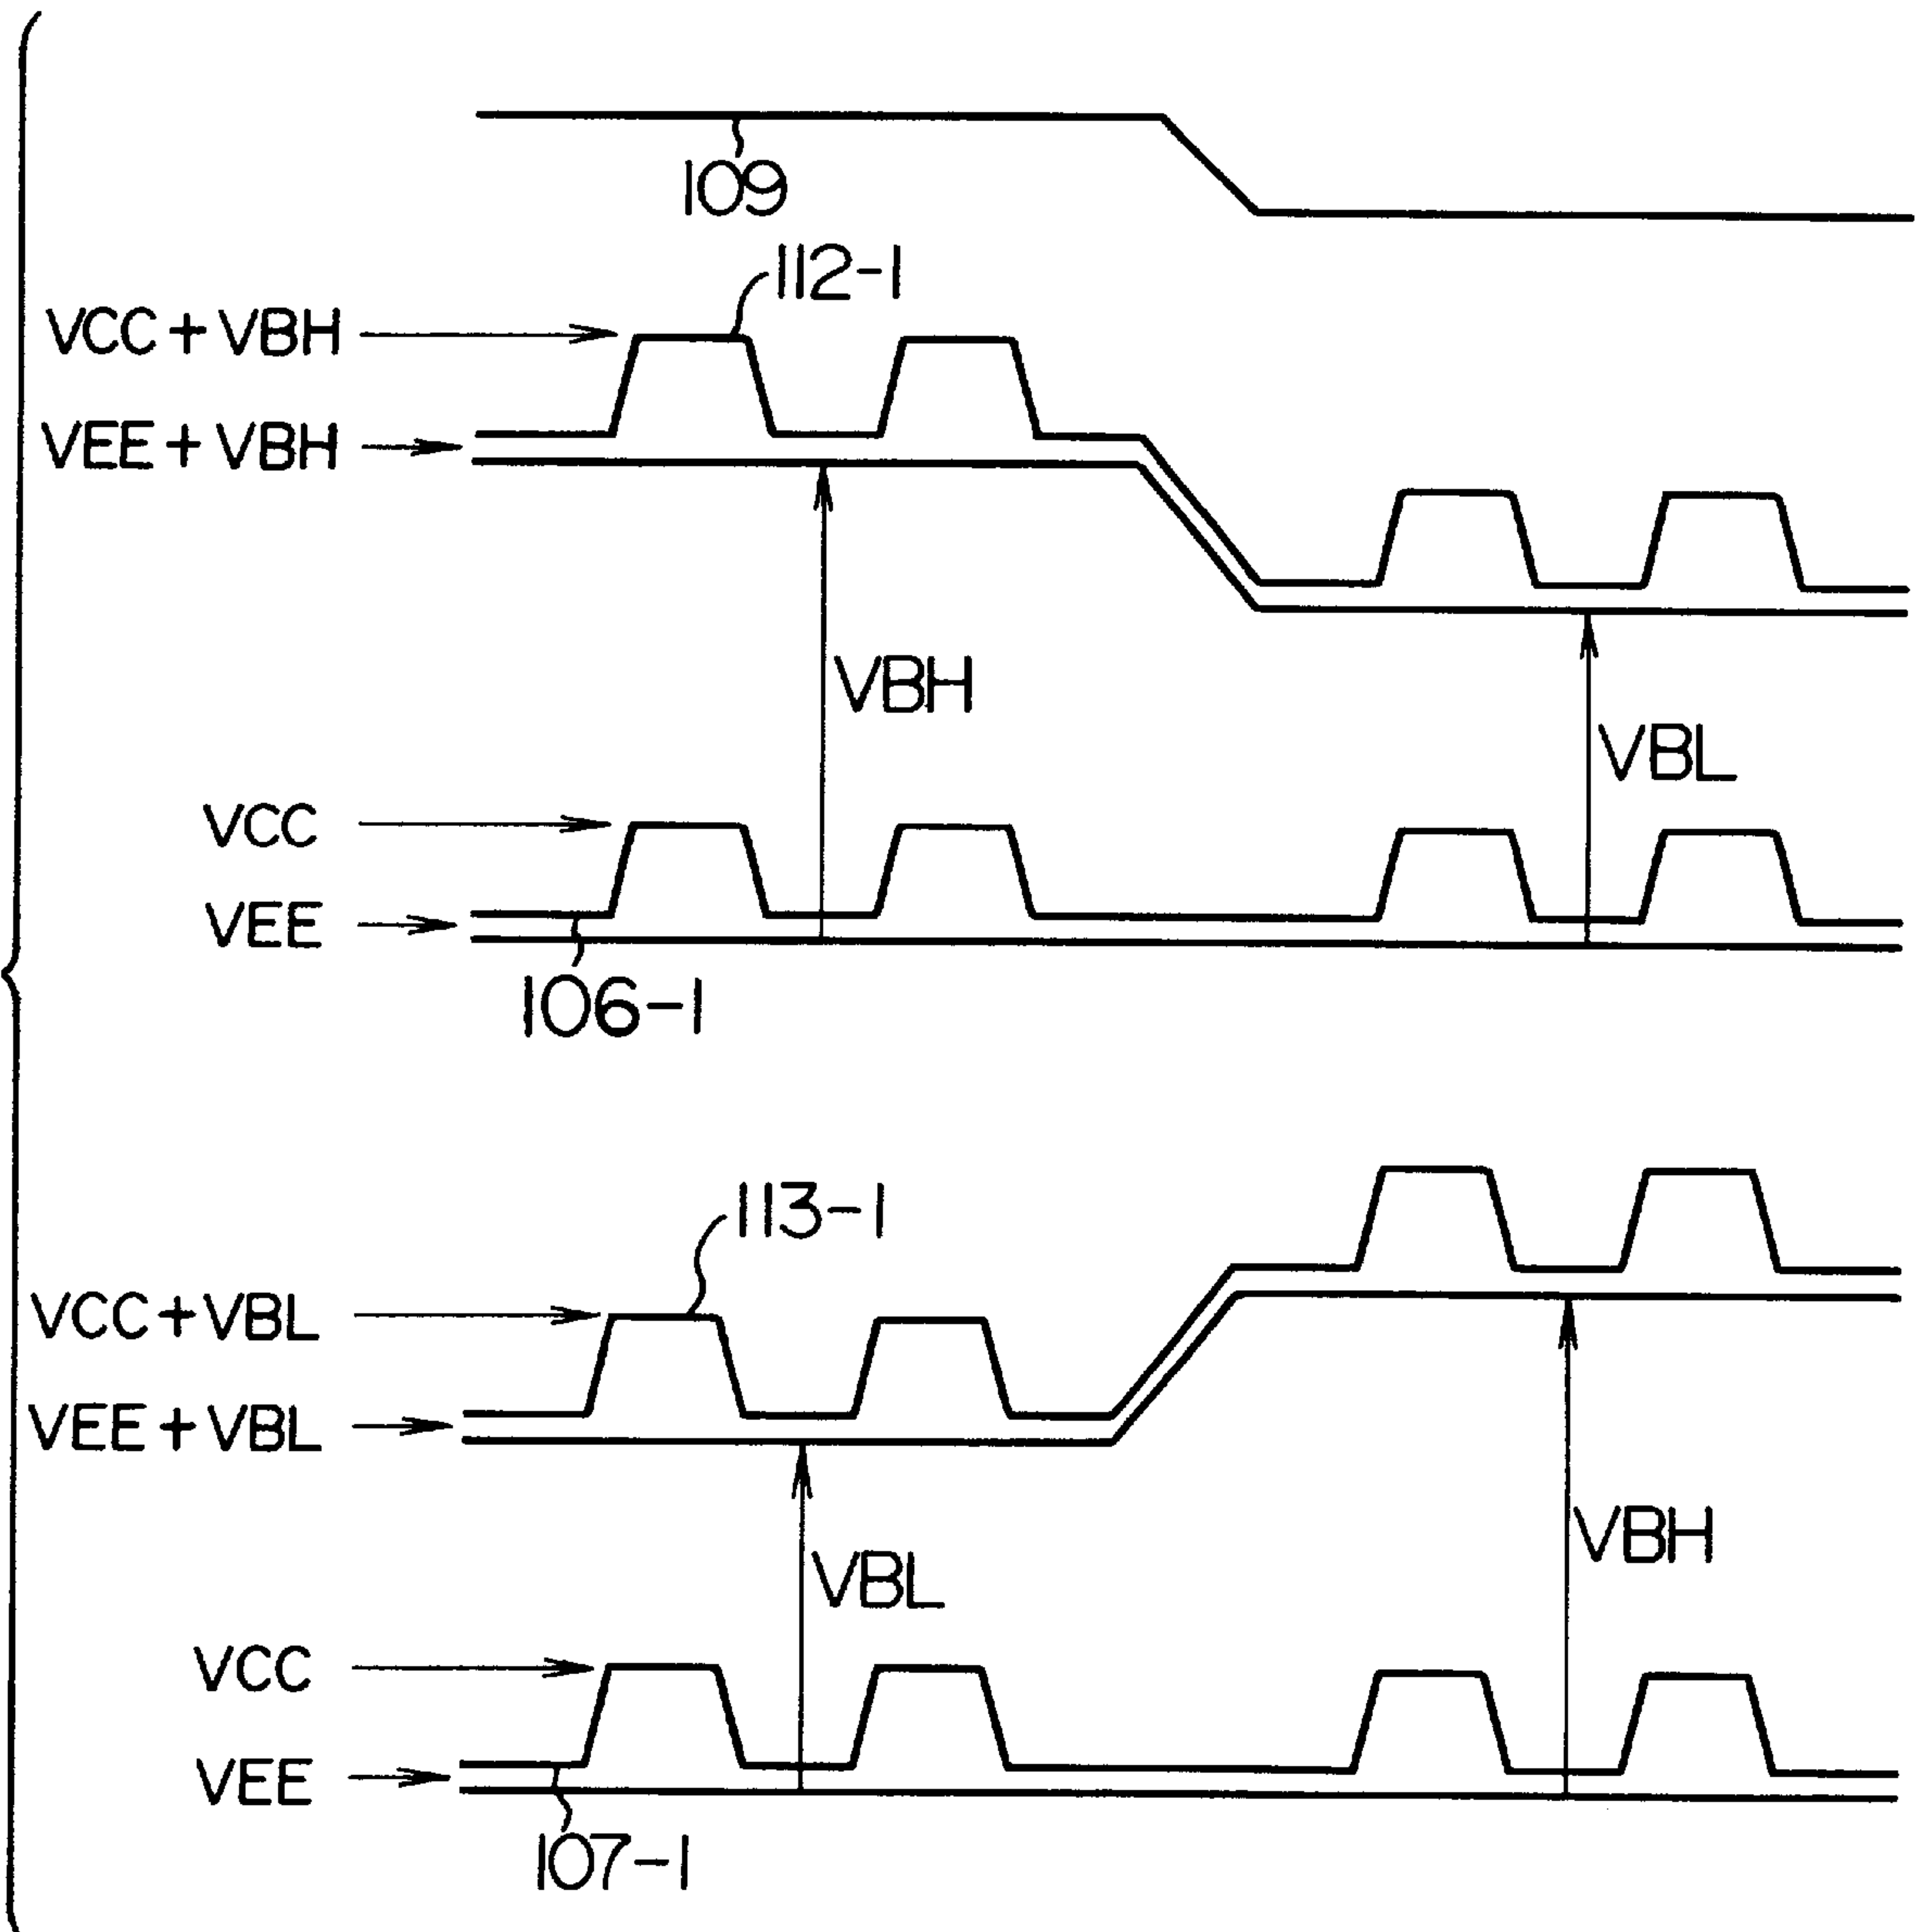 109
112-1
VCC+VBH
VEE+VBH
VBH
VBL
VCC
VEE
106-1
113-1
VCC+VBL
VEE+VBL
VBH
VBL
VCC
VEE
107-1